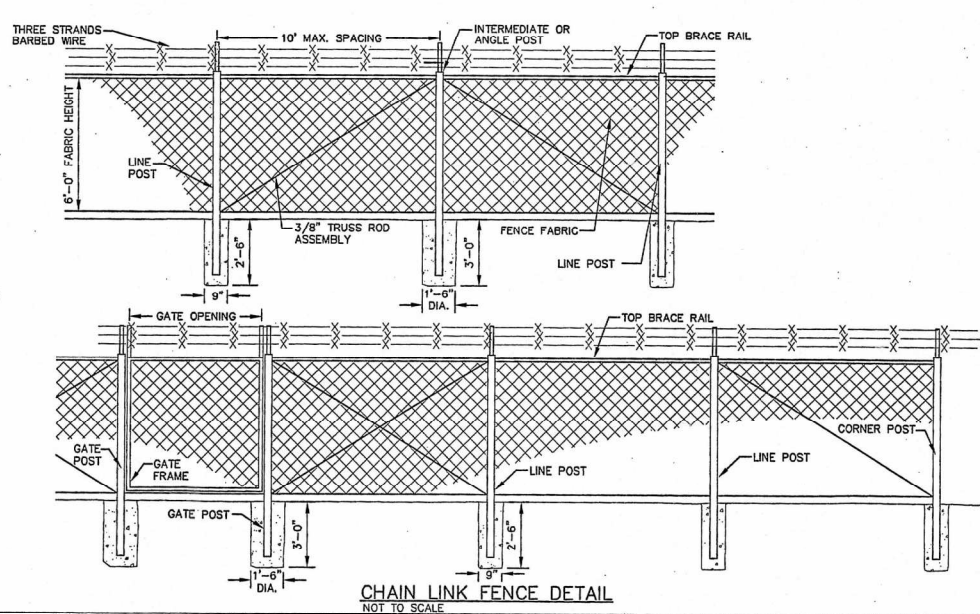 THREE STRANDS
BARBED WIRE
10' MAX. SPACING
INTERMEDIATE OR
ANGLE POST
TOP BRACE RAIL
6'-0" FABRIC HEIGHT
LINE
POST
3/8" TRUSS ROD
ASSEMBLY
2'-6"
3'-0"
FENCE FABRIC
LINE POST
9"
1'-6"
DIA.
GATE OPENING
TOP BRACE RAIL
GATE
POST
GATE
FRAME
LINE POST
LINE POST
CORNER POST
GATE POST
3'-0"
2'-6"
1'-6"
DIA.
9"
CHAIN LINK FENCE DETAIL
NOT TO SCALE